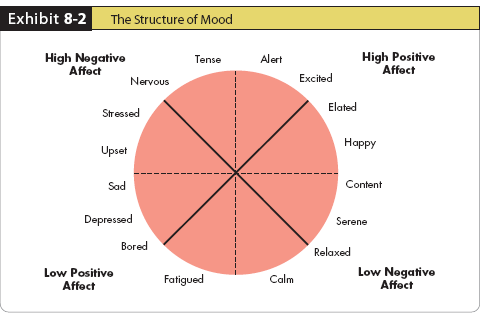 Exhibit 8-2 The Structure of Mood
High Negative
Affect
High Positive
Affect
Tense
Alert
Nervous
Excited
Stressed
Elated
Upset
Happy
Sad
Content
Depressed
Serene
Bored
Relaxed
Low Positive
Affect
Fatigued
Calm
Low Negative
Affect